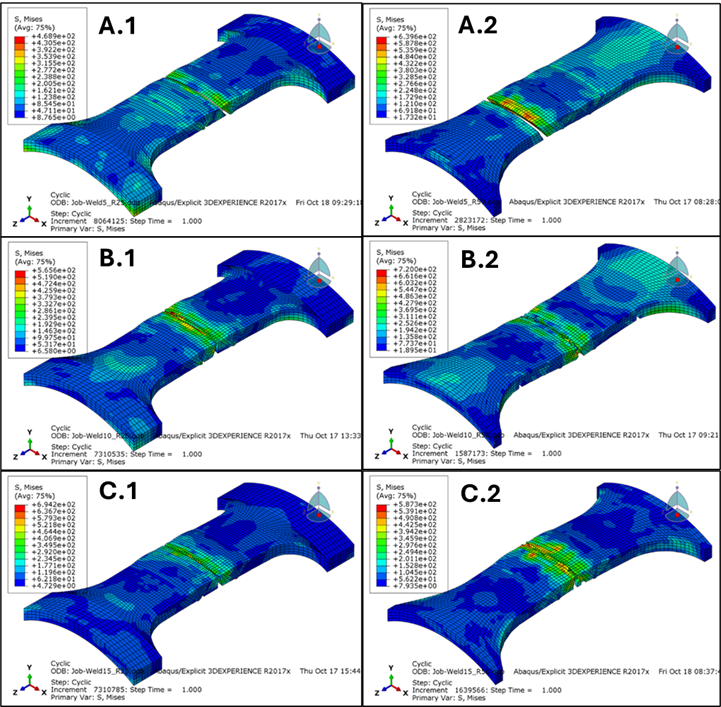 A.1
S, Mises
(Avg: 75%)
+4.689e+02
+4.305e+02
+3.922e+02
+3.539e+02
+3.155e+02
+2.772e+02
+2.388e+02
+2.005e+02
+1.621e+02
+1.238e+02
+8.545e+01
+4.711e+01
+8.765e+00
Y
Z
X
Cyclic
ODB: Job-Weld5_R25.odb Abaqus/Explicit 3DEXPERIENCE R2017x Fri Oct 18 09:29:1
Step: Cyclic
Increment 8064125: Step Time = 1.000
Primary Var: S, Mises
A.2
S, Mises
(Avg: 75%)
+6.396e+02
+5.878e+02
+5.359e+02
+4.840e+02
+4.322e+02
+3.803e+02
+3.285e+02
+2.766e+02
+2.248e+02
+1.729e+02
+1.210e+02
+6.918e+01
+1.732e+01
Y
Z
X
Cyclic
ODB: Job-Weld5_R5 Abaqus/Explicit 3DEXPERIENCE R2017x Thu Oct 17 08:28:
Step: Cyclic
Increment 2823172: Step Time = 1.000
Primary Var: S, Mises
B.1
S, Mises
(Avg: 75%)
+5.656e+02
+5.190e+02
+4.724e+02
+4.259e+02
+3.793e+02
+3.327e+02
+2.861e+02
+2.395e+02
+1.929e+02
+1.463e+02
+9.975e+01
+5.317e+01
+6.580e+00
Y
Z
X
Cyclic
ODB: Job-Weld10_R Abaqus/Explicit 3DEXPERIENCE R2017x Thu Oct 17 13:33
Step: Cyclic
Increment 7310535: Step Time = 1.000
Primary Var: S, Mises
B.2
S, Mises
(Avg: 75%)
+7.200e+02
+6.616e+02
+6.032e+02
+5.447e+02
+4.863e+02
+4.279e+02
+3.695e+02
+3.111e+02
+2.526e+02
+1.942e+02
+1.358e+02
+7.737e+01
+1.895e+01
Y
Z
X
Cyclic
ODB: Job-Weld10_R Abaqus/Explicit 3DEXPERIENCE R2017x Thu Oct 17 09:21
Step: Cyclic
Increment 1587173: Step Time = 1.000
Primary Var: S, Mises
C.1
S, Mises
(Avg: 75%)
+6.942e+02
+6.367e+02
+5.793e+02
+5.218e+02
+4.644e+02
+4.069e+02
+3.495e+02
+2.920e+02
+2.345e+02
+1.771e+02
+1.196e+02
+6.218e+01
+4.729e+00
Y
Z
X
Cyclic
ODB: Job-Weld15_R Abaqus/Explicit 3DEXPERIENCE R2017x Thu Oct 17 15:44
Step: Cyclic
Increment 7310785: Step Time = 1.000
Primary Var: S, Mises
C.2
S, Mises
(Avg: 75%)
+5.873e+02
+5.391e+02
+4.908e+02
+4.425e+02
+3.942e+02
+3.459e+02
+2.976e+02
+2.494e+02
+2.011e+02
+1.528e+02
+1.045e+02
+5.622e+01
+7.935e+00
Y
Z
X
Cyclic
ODB: Job-Weld15_R5 Abaqus/Explicit 3DEXPERIENCE R2017x Fri Oct 18 08:37:
Step: Cyclic
Increment 1639566: Step Time = 1.000
Primary Var: S, Mises